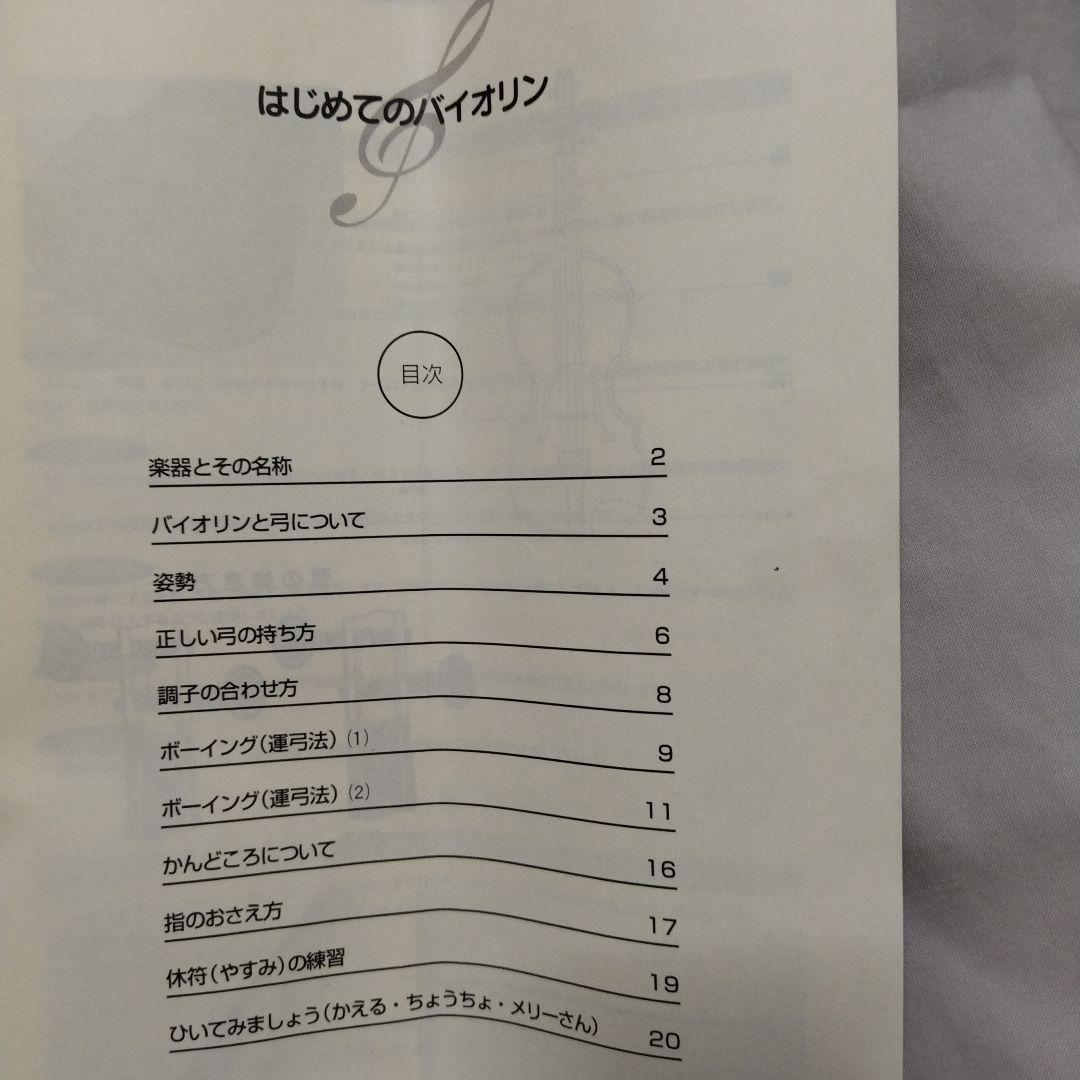 はじめてのバイオリン
目次
楽器とその名称 2
バイオリンと弓について 3
姿勢 4
正しい弓の持ち方 6
調子の合わせ方 8
ボーイング(運弓法)(1) 9
ボーイング(運弓法)(2) 11
かんどころについて 16
指のおさえ方 17
休符(やすみ)の練習 19
ひいてみましょう(かえる・ちょうちょ・メリーさん) 20